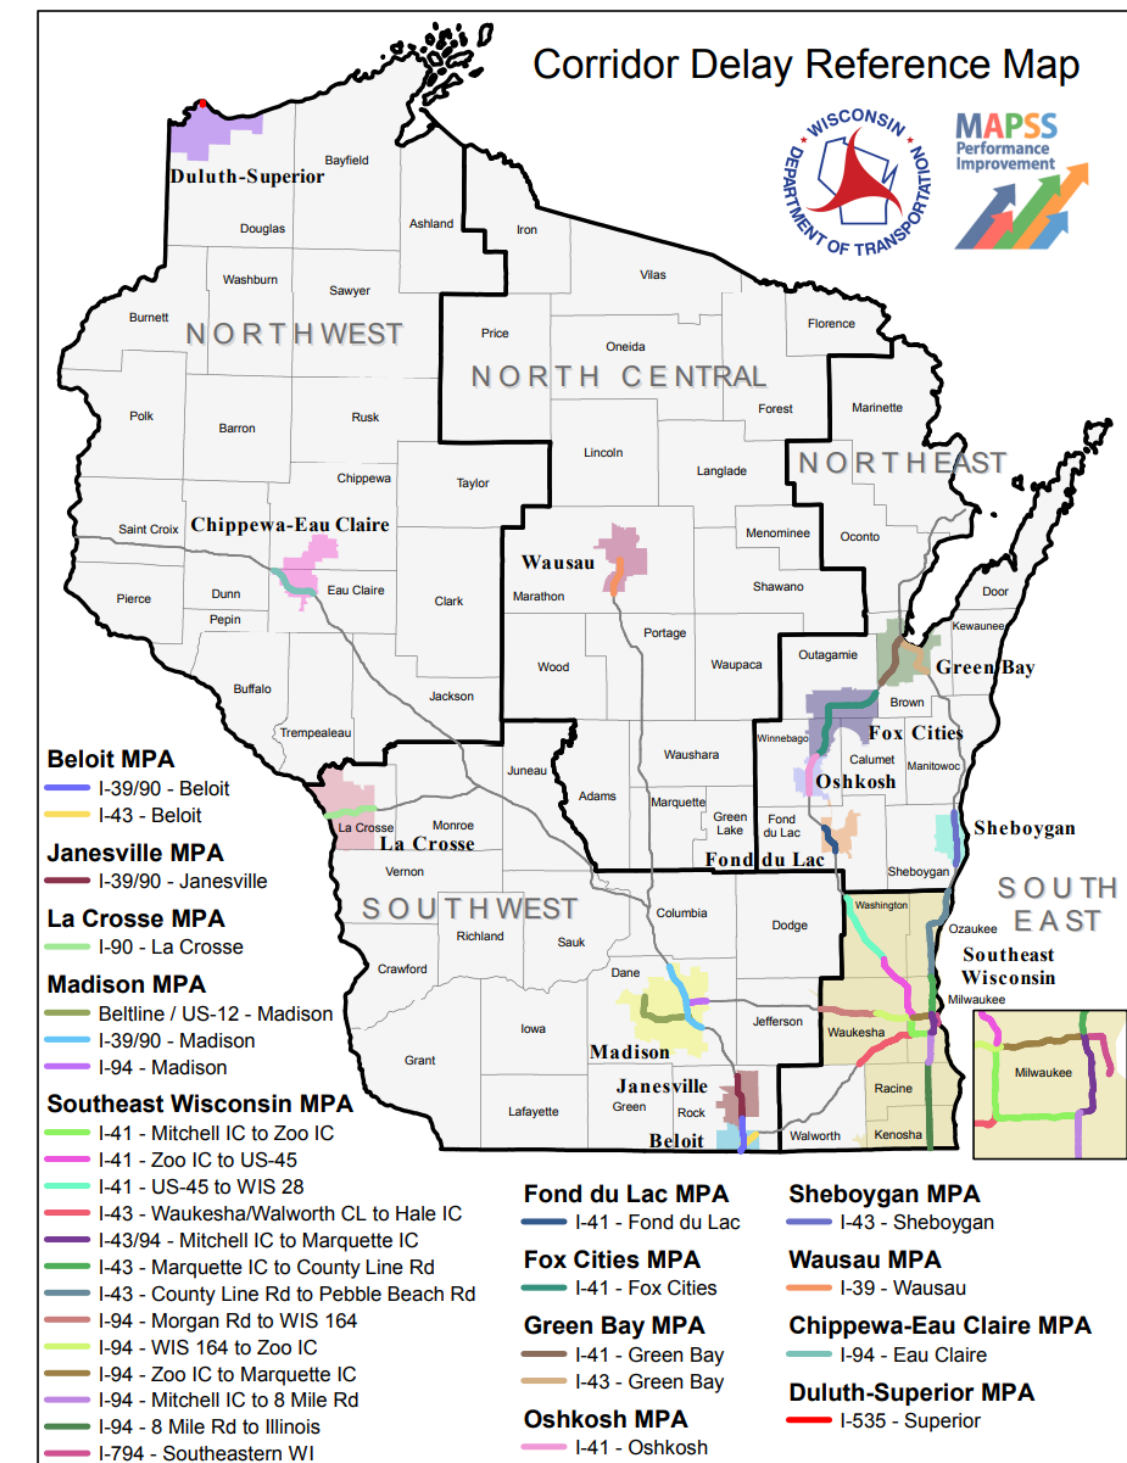 Corridor Delay Reference Map
WISCONSIN
DEPARTMENT OF TRANSPORTATION
MAPSS
Performance
Improvement
Duluth-Superior
Bayfield
Douglas
Ashland
Iron
Vilas
Washburn
Sawyer
Burnett
NORTHWEST
Price
Florence
Oneida
NORTH CENTRAL
Polk
Barron
Rusk
Forest
Marinette
Lincoln
Langlade
NORTHEAST
Chippewa
Taylor
Saint Croix
Chippewa-Eau Claire
Menominee
Oconto
Wausau
Pierce
Dunn
Eau Claire
Clark
Marathon
Shawano
Door
Pepin
Portage
Kewaunee
Wood
Waupaca
Outagamie
Green Bay
Buffalo
Jackson
Brown
Trempealeau
Winnebago
Fox Cities
Waushara
Calumet
Manitowoc
Juneau
Oshkosh
Adams
Marquette
Green
Lake
Fond
du Lac
La Crosse
Monroe
La Crosse
Sheboygan
Fond du Lac
Vernon
Sheboygan
SOUTH
EAST
SOUTHWEST
Columbia
Washington
Richland
Sauk
Dodge
Ozaukee
Crawford
Dane
Southeast
Wisconsin
Milwaukee
Iowa
Jefferson
Waukesha
Grant
Madison
Milwaukee
Janesville
Racine
Lafayette
Green
Rock
Beloit
Walworth
Kenosha
Beloit MPA
I-39/90 - Beloit
I-43 - Beloit
Janesville MPA
I-39/90 - Janesville
La Crosse MPA
I-90 - La Crosse
Madison MPA
Beltline / US-12 - Madison
I-39/90 - Madison
I-94 - Madison
Southeast Wisconsin MPA
I-41 - Mitchell IC to Zoo IC
I-41 - Zoo IC to US-45
I-41 - US-45 to WIS 28
I-43 - Waukesha/Walworth CL to Hale IC
I-43/94 - Mitchell IC to Marquette IC
I-43 - Marquette IC to County Line Rd
I-43 - County Line Rd to Pebble Beach Rd
I-94 - Morgan Rd to WIS 164
I-94 - WIS 164 to Zoo IC
I-94 - Zoo IC to Marquette IC
I-94 - Mitchell IC to 8 Mile Rd
I-94 - 8 Mile Rd to Illinois
I-794 - Southeastern WI
Fond du Lac MPA
I-41 - Fond du Lac
Fox Cities MPA
I-41 - Fox Cities
Green Bay MPA
I-41 - Green Bay
I-43 - Green Bay
Oshkosh MPA
I-41 - Oshkosh
Sheboygan MPA
I-43 - Sheboygan
Wausau MPA
I-39 - Wausau
Chippewa-Eau Claire MPA
I-94 - Eau Claire
Duluth-Superior MPA
I-535 - Superior